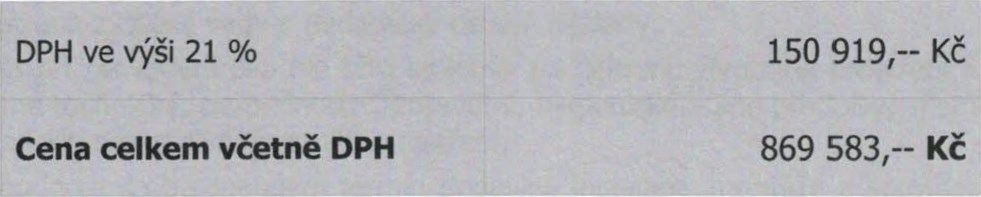 DPH ve výši 21 % 150 919,-- Kč
Cena celkem včetně DPH 869 583,-- Kč